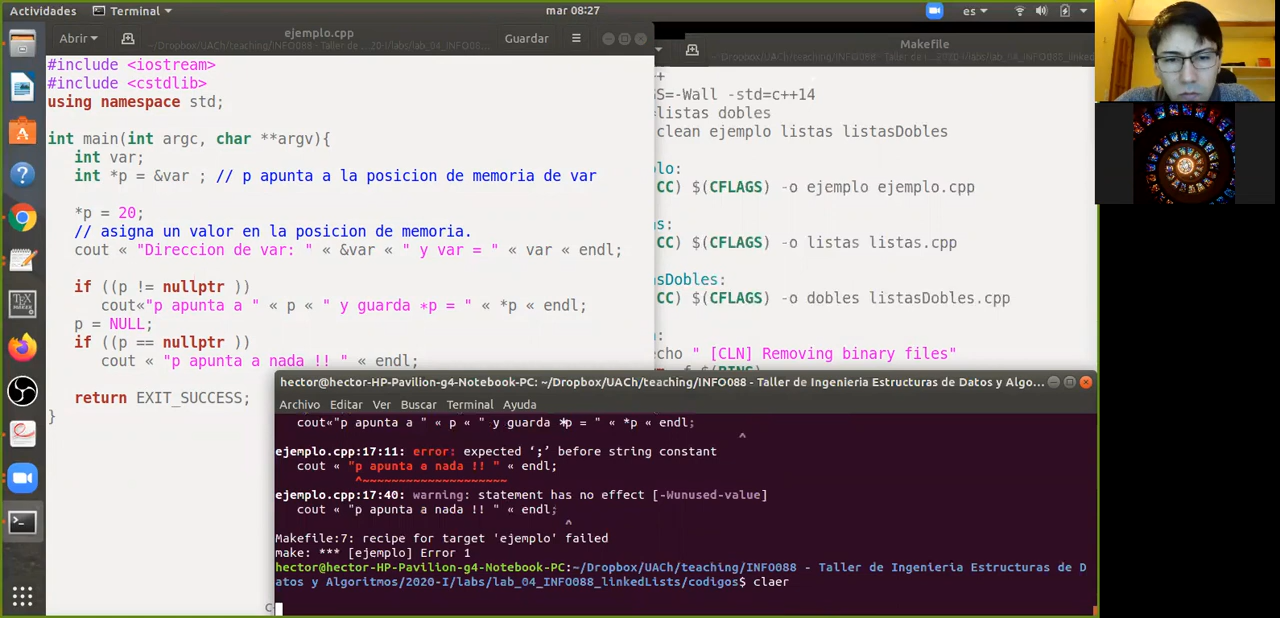 Actividades
Terminal
mar 08:27
es
Abrir
ejemplo.cpp
Guardar
#include <iostream>
#include <cstdlib>
using namespace std;
int main(int argc, char **argv){
int var;
int *p = &var ; // p apunta a la posicion de memoria de var
*p = 20;
// asigna un valor en la posicion de memoria.
cout « "Direccion de var: " « &var « " y var = " « var « endl;
if ((p != nullptr ))
cout«"p apunta a " « p « " y guarda ∗p = " « *p « endl;
p = NULL;
if ((p == nullptr ))
cout « "p apunta a nada !! " « endl;
return EXIT_SUCCESS;
}
Makefile
++
GS=-Wall -std=c++14
=listas dobles
clean ejemplo listas listasDobles
lo:
CC) $(CFLAGS) -o ejemplo ejemplo.cpp
as:
CC) $(CFLAGS) -o listas listas.cpp
asDobles:
CC) $(CFLAGS) -o dobles listasDobles.cpp
n:
echo " [CLN] Removing binary files"
hector@hector-HP-Pavilion-g4-Notebook-PC: ~/Dropbox/UACh/teaching/INFO088 - Taller de Ingenieria Estructuras de Datos y Algo...
Archivo Editar Ver Buscar Terminal Ayuda
cout«"p apunta a " « p « " y guarda ∗p = " « *p « endl;
^
ejemplo.cpp:17:11: error: expected ‘;’ before string constant
cout « "p apunta a nada !! " « endl;
^~~~~~~~~~~~~~~~~~~~~
ejemplo.cpp:17:40: warning: statement has no effect [-Wunused-value]
cout « "p apunta a nada !! " « endl;
^
Makefile:7: recipe for target 'ejemplo' failed
make: *** [ejemplo] Error 1
hector@hector-HP-Pavilion-g4-Notebook-PC:~/Dropbox/UACh/teaching/INFO088 - Taller de Ingenieria Estructuras de D
atos y Algoritmos/2020-I/labs/lab_04_INFO088_linkedLists/codigos$ claer